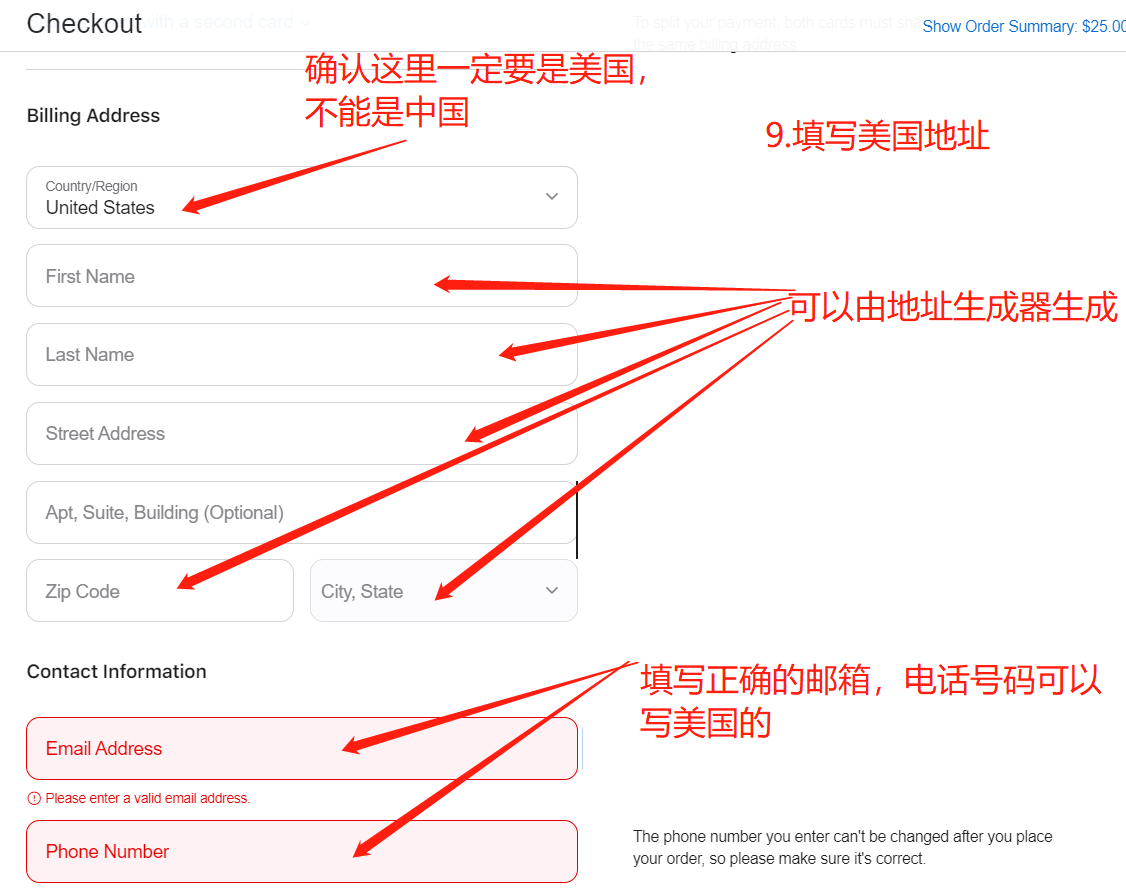 Checkout
with a second card
To split your payment, both cards must sha
the same billing address.
Show Order Summary: $25.00
确认这里一定要是美国，
不能是中国
Billing Address
9.填写美国地址
Country/Region
United States
First Name
可以由地址生成器生成
Last Name
Street Address
Apt, Suite, Building (Optional)
Zip Code
City, State
Contact Information
填写正确的邮箱，电话号码可以
写美国的
Email Address
Please enter a valid email address.
Phone Number
The phone number you enter can't be changed after you place
your order, so please make sure it's correct.